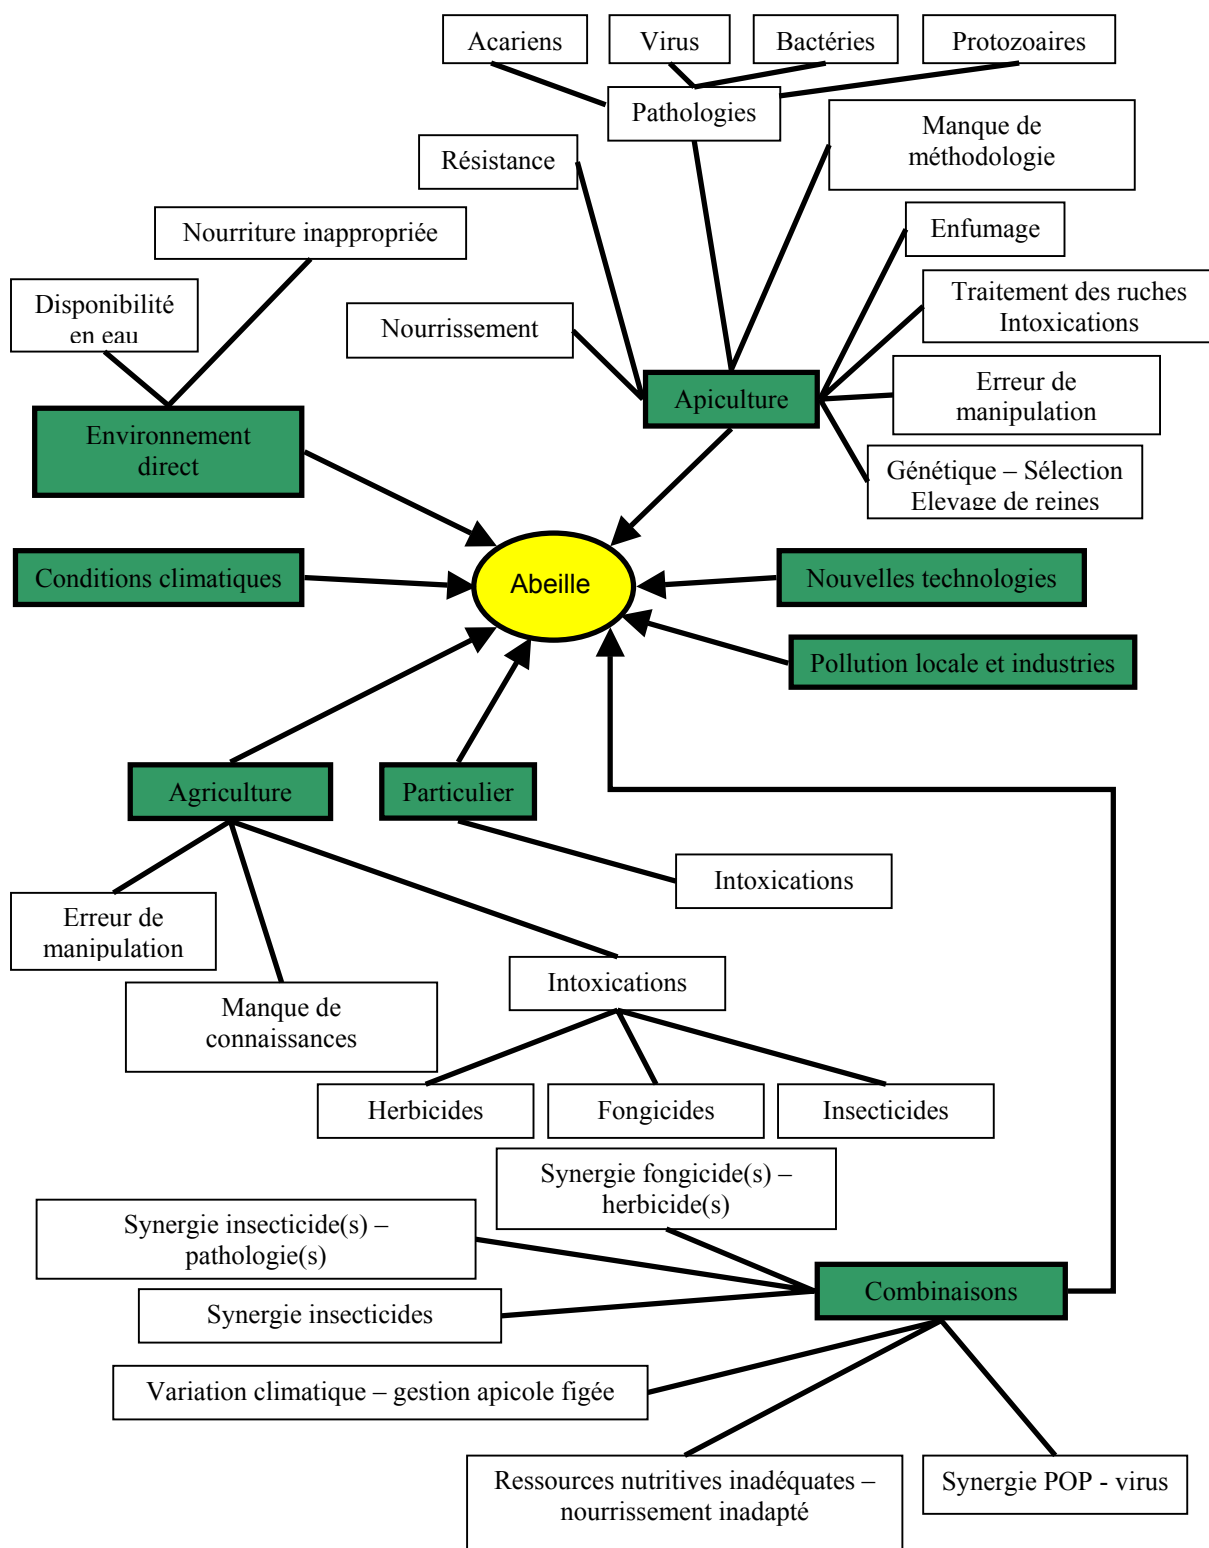 Acariens
Virus
Bactéries
Protozoaires
Pathologies
Manque de
méthodologie
Résistance
Nourriture inappropriée
Enfumage
Disponibilité
en eau
Nourrissement
Traitement des ruches
Intoxications
Apiculture
Erreur de
manipulation
Environnement
direct
Génétique – Sélection
Elevage de reines
Conditions climatiques
Abeille
Nouvelles technologies
Pollution locale et industries
Agriculture
Particulier
Intoxications
Erreur de
manipulation
Intoxications
Manque de
connaissances
Herbicides
Fongicides
Insecticides
Synergie fongicide(s) –
herbicide(s)
Synergie insecticide(s) –
pathologie(s)
Combinaisons
Synergie insecticides
Variation climatique – gestion apicole figée
Ressources nutritives inadéquates –
nourrissement inadapté
Synergie POP - virus